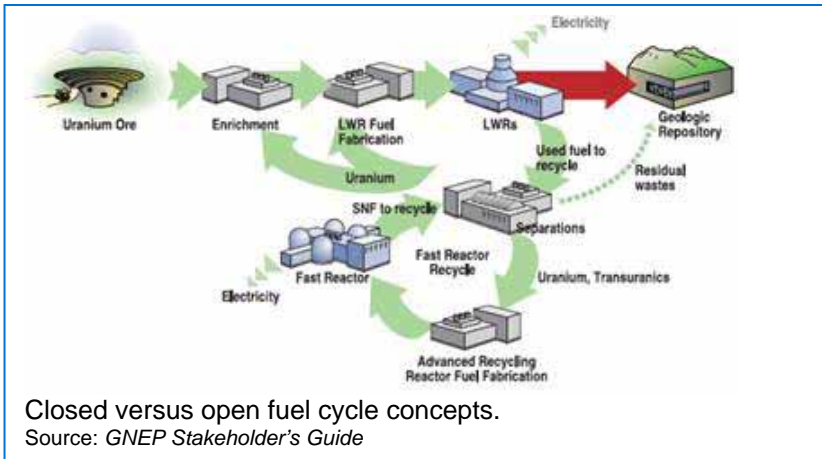 Electricity
Uranium Ore
Enrichment
LWR Fuel
Fabrication
LWRs
Geologic
Repository
Used fuel to
recycle
Residual
wastes
Uranium
SNF to recycle
Separations
Fast Reactor
Recycle
Fast Reactor
Uranium, Transuranics
Electricity
Advanced Recycling
Reactor Fuel Fabrication
Closed versus open fuel cycle concepts.
Source: GNEP Stakeholder's Guide